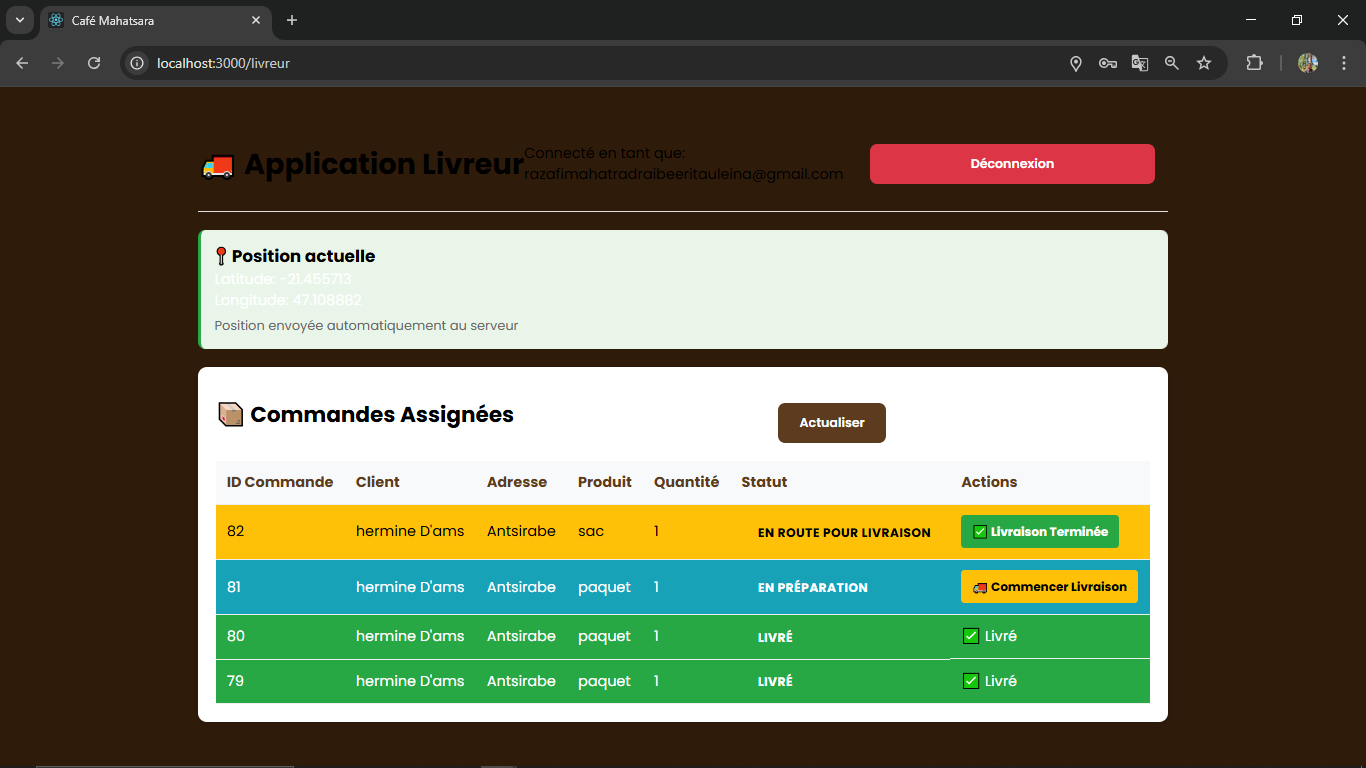 Café Mahatsara
localhost:3000/livreur
Application Livreur
Connecté en tant que:
razafimahatradraibeeritauleina@gmail.com
Déconnexion
Position actuelle
Latitude: -21.455713
Longitude: 47.108882
Position envoyée automatiquement au serveur
Commandes Assignées
Actualiser
ID Commande Client Adresse Produit Quantité Statut Actions
82 hermine D'ams Antsirabe sac 1 EN ROUTE POUR LIVRAISON Livraison Terminée
81 hermine D'ams Antsirabe paquet 1 EN PRÉPARATION Commencer Livraison
80 hermine D'ams Antsirabe paquet 1 LIVRÉ Livré
79 hermine D'ams Antsirabe paquet 1 LIVRÉ Livré